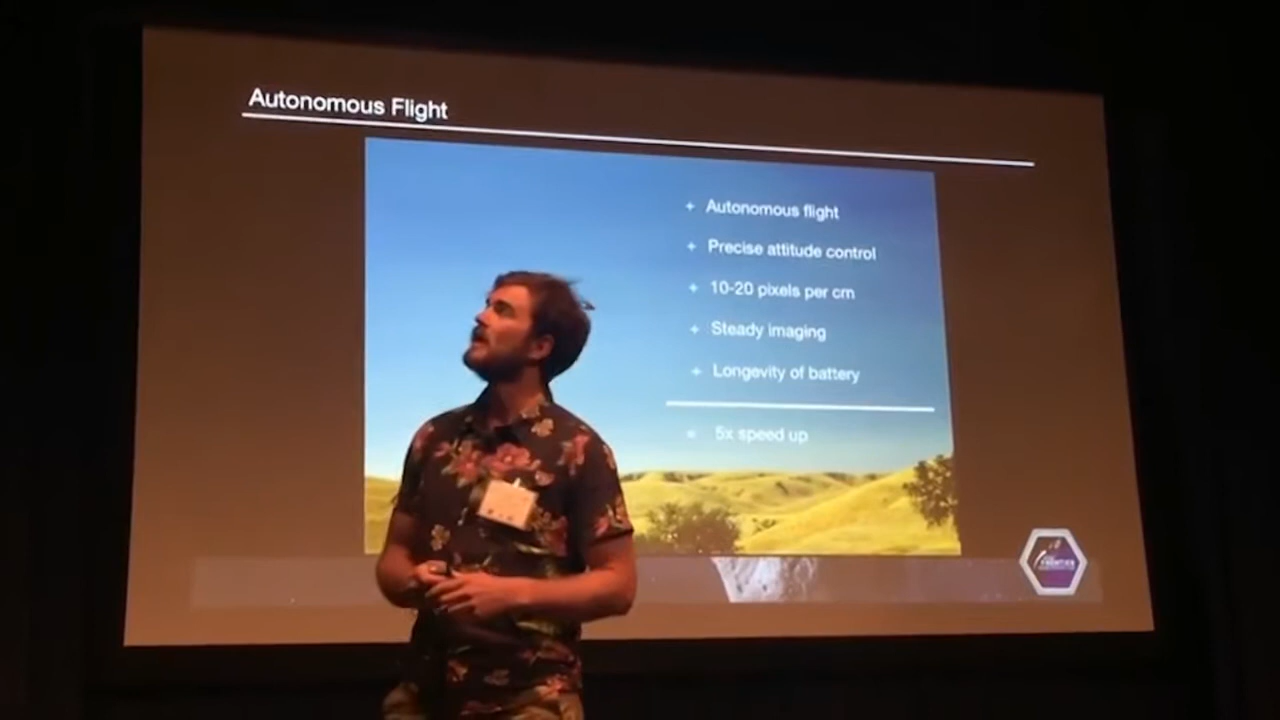 Autonomous Flight
+ Autonomous flight
+ Precise attitude control
+ 10-20 pixels per cm
+ Steady imaging
+ Longevity of battery
= 5x speed up
FRONTIER